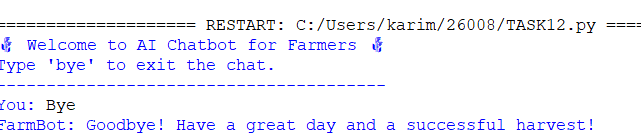 ==================== RESTART: C:/Users/karim/26008/TASK12.py ====
🌾 Welcome to AI Chatbot for Farmers 🌾
Type 'bye' to exit the chat.
----------------------------------------
You: Bye
FarmBot: Goodbye! Have a great day and a successful harvest!